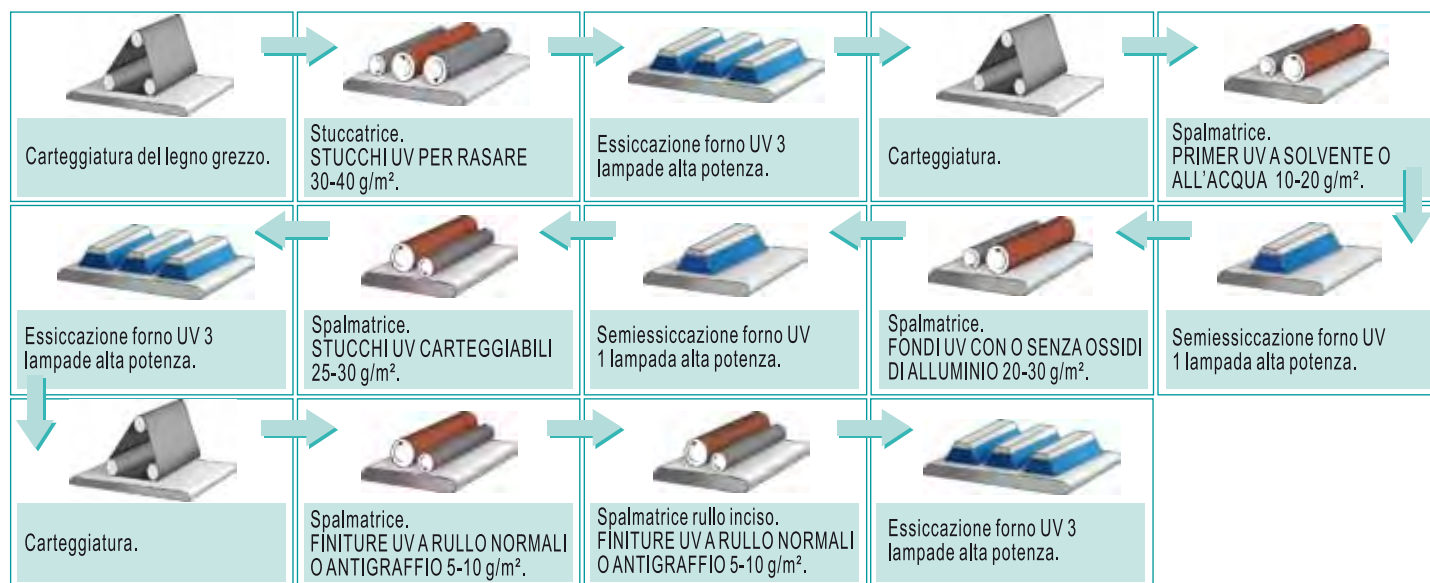 Carteggiatura del legno grezzo.
Stuccatrice.
STUCCHI UV PER RASARE
30-40 g/m².
Essiccazione forno UV 3
lampade alta potenza.
Carteggiatura.
Spalmatrice.
PRIMER UV A SOLVENTE O
ALL'ACQUA 10-20 g/m².
Semiessiccazione forno UV
1 lampada alta potenza.
Spalmatrice.
FONDI UV CON O SENZA OSSIDI
DI ALLUMINIO 20-30 g/m².
Semiessiccazione forno UV
1 lampada alta potenza.
Spalmatrice.
STUCCHI UV CARTEGGIABILI
25-30 g/m².
Essiccazione forno UV 3
lampade alta potenza.
Carteggiatura.
Spalmatrice.
FINITURE UV A RULLO NORMALI
O ANTIGRAFFIO 5-10 g/m².
Spalmatrice rullo inciso.
FINITURE UV A RULLO NORMALI
O ANTIGRAFFIO 5-10 g/m².
Essiccazione forno UV 3
lampade alta potenza.